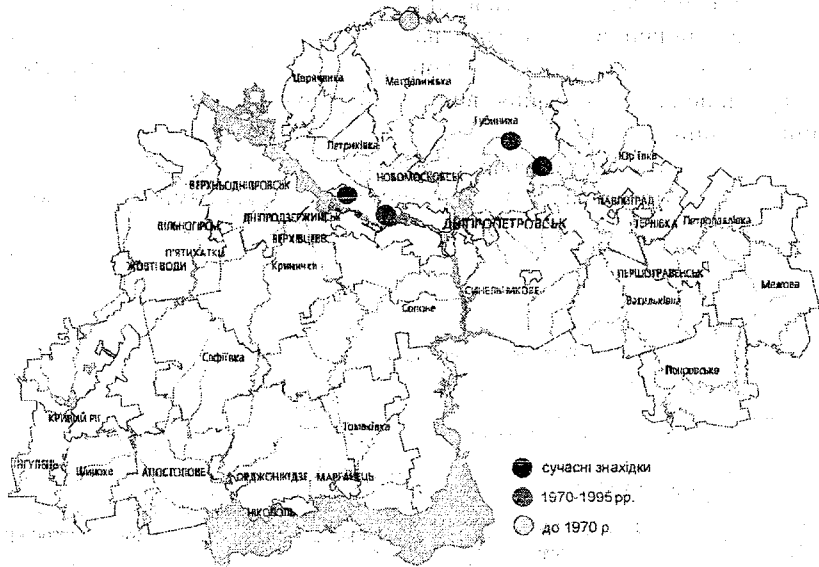 Царичанка
Магдалинівка
Губиниха
Петриківка
Юр'ївка
НОВОМОСКОВСЬК
ВЕРХНЬОДНІПРОВСЬК
ПАВЛОГРАД
ДНІПРОДЗЕРЖИНСЬК
ДНІПРОПЕТРОВСЬК
ТЕРНІВКА
Петропавлівка
ВІЛЬНОГІРСЬК
ВЕРХІВЦЕВЕ
П'ЯТИХАТКИ
ЖОВТІ ВОДИ
Кринички
ПЕРШОТРАВЕНСЬК
СИНЕЛЬНИКОВЕ
Васильківка
Межова
Солоне
Софіївка
Покровське
КРИВИЙ РІГ
Томаківка
ІНГУЛЕЦЬ
Широке
АПОСТОЛОВЕ
ОРДЖОНІКІДЗЕ
МАРГАНЕЦЬ
НІКОПОЛЬ
сучасні знахідки
1970-1995 рр.
до 1970 р.